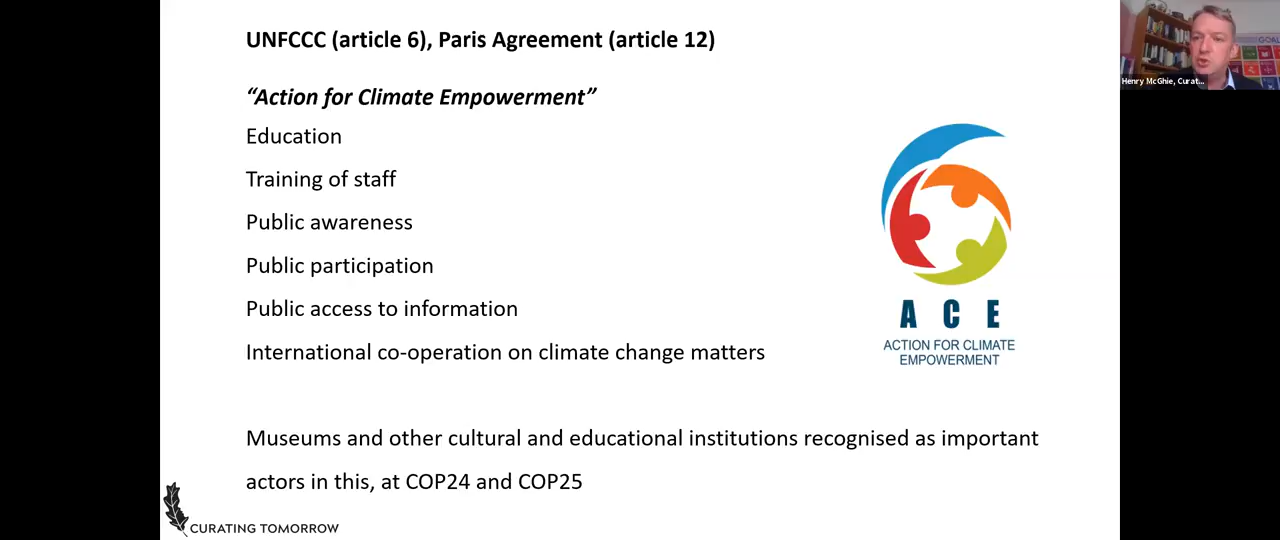 UNFCCC (article 6), Paris Agreement (article 12)
“Action for Climate Empowerment”
Education
Training of staff
Public awareness
Public participation
Public access to information
International co-operation on climate change matters
Museums and other cultural and educational institutions recognised as important
actors in this, at COP24 and COP25
A C E
ACTION FOR CLIMATE
EMPOWERMENT
CURATING TOMORROW
Henry McGhie, Curat...
GOAL